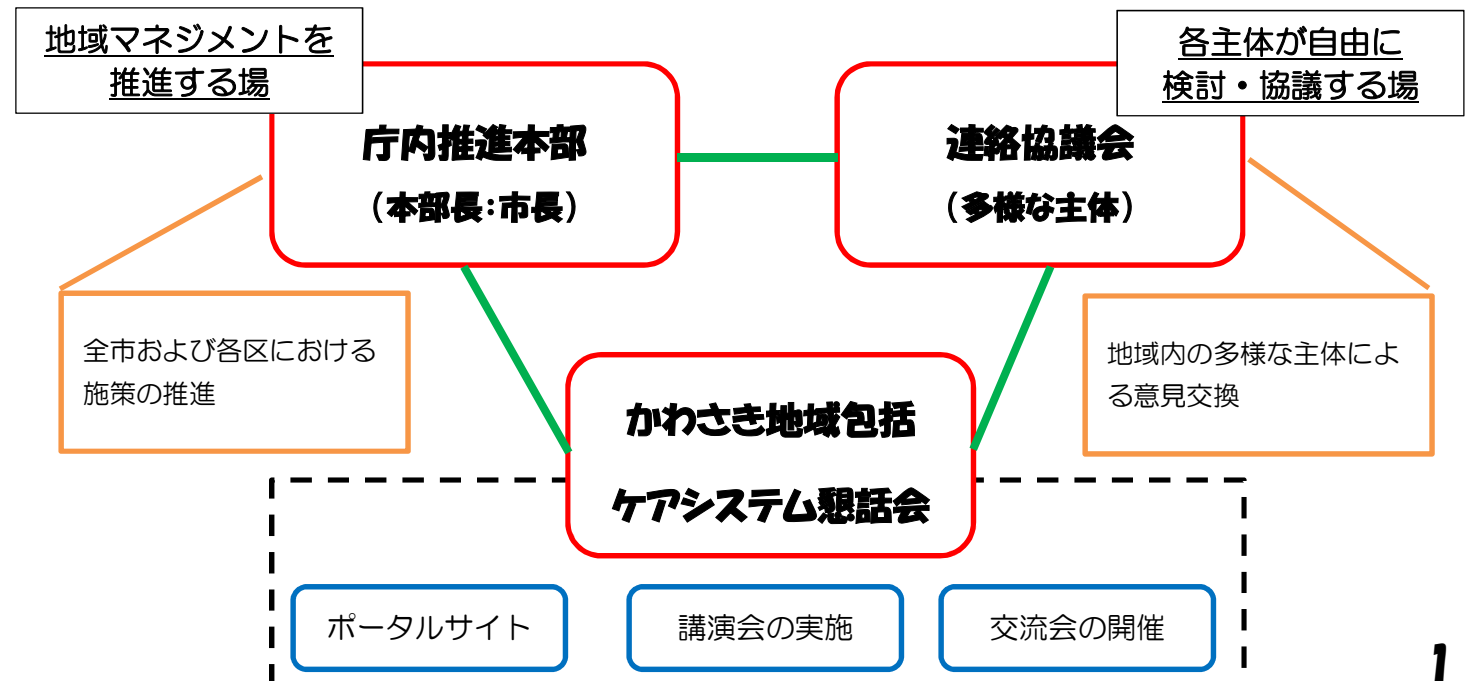 地域マネジメントを
推進する場
各主体が自由に
検討・協議する場
庁内推進本部
(本部長:市長)
連絡協議会
(多様な主体)
全市および各区における
施策の推進
地域内の多様な主体によ
る意見交換
かわさき地域包括
ケアシステム懇話会
ポータルサイト
講演会の実施
交流会の開催
1